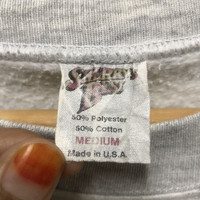 50% Polyester
50% Cotton
MEDIUM
Made in U.S.A.